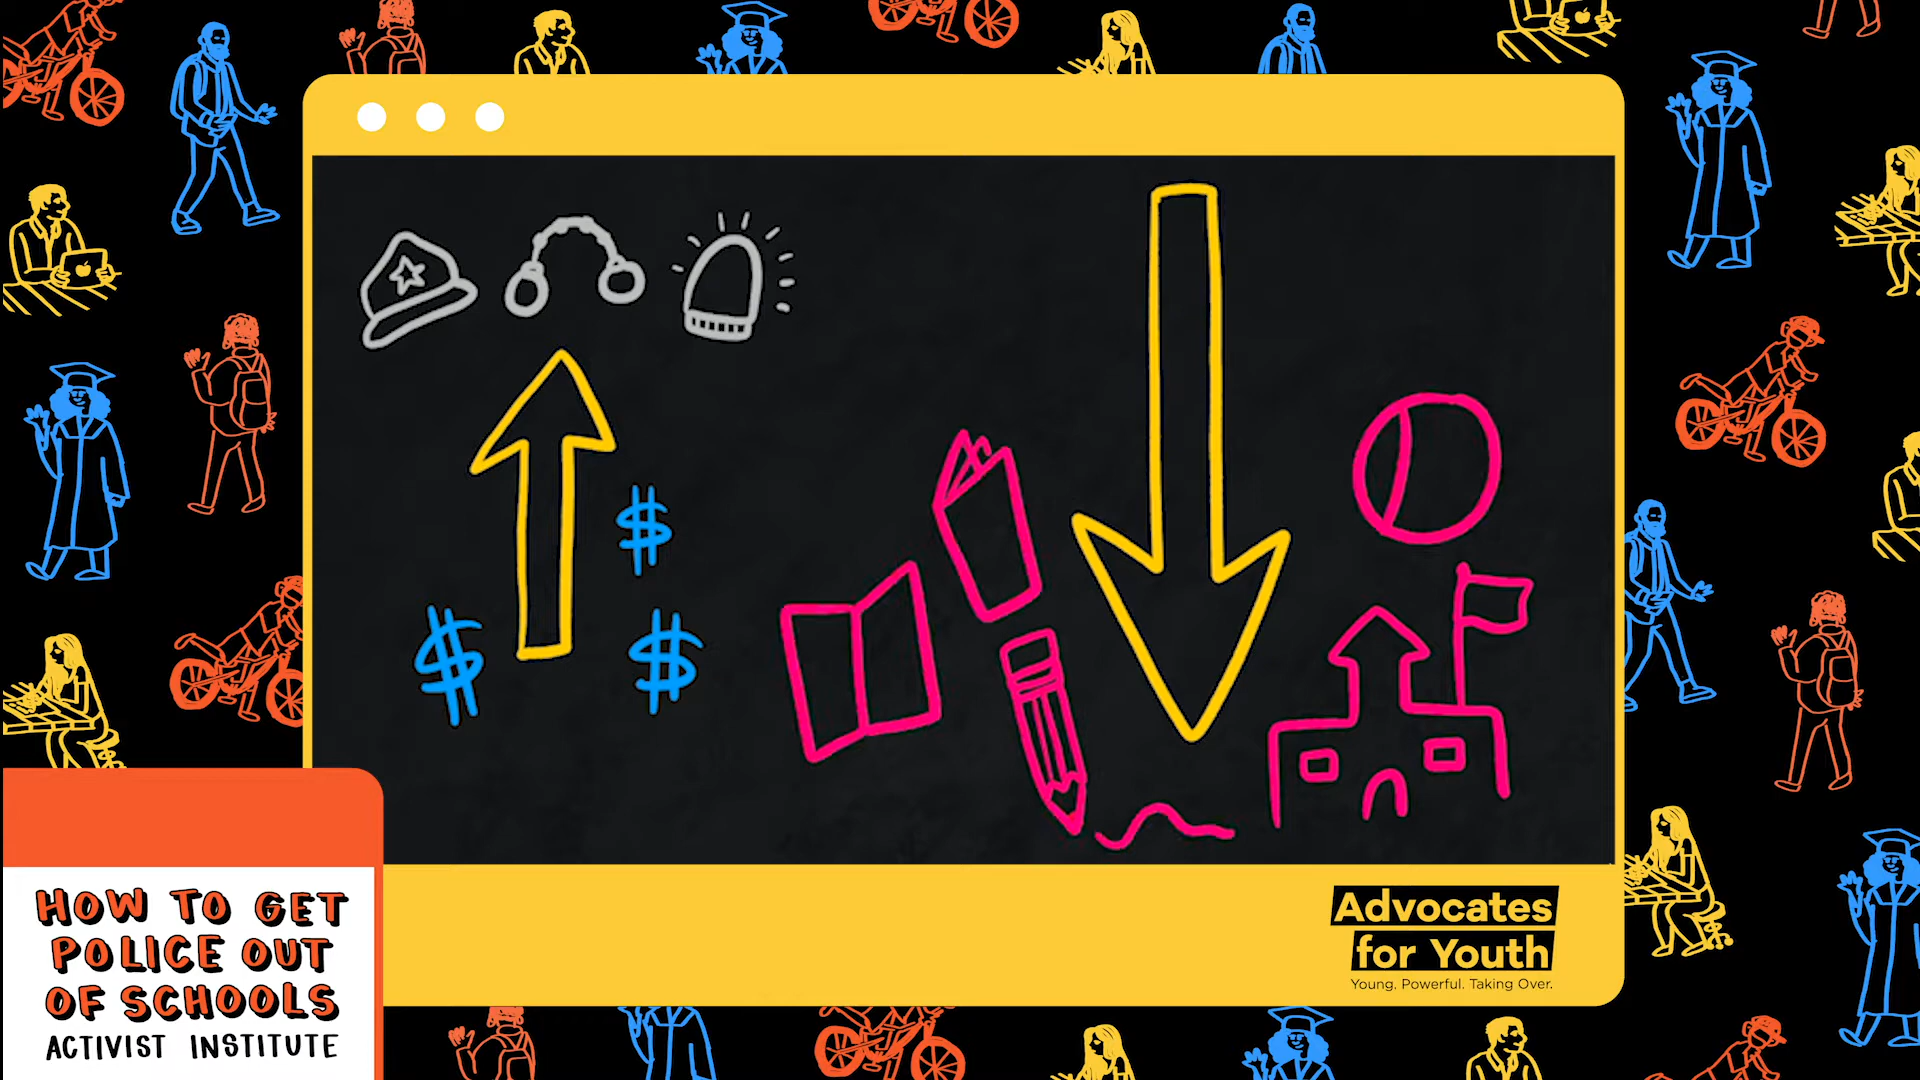 $
$
$
HOW TO GET
POLICE OUT
OF SCHOOLS
ACTIVIST INSTITUTE
Advocates
for Youth
Young. Powerful. Taking Over.